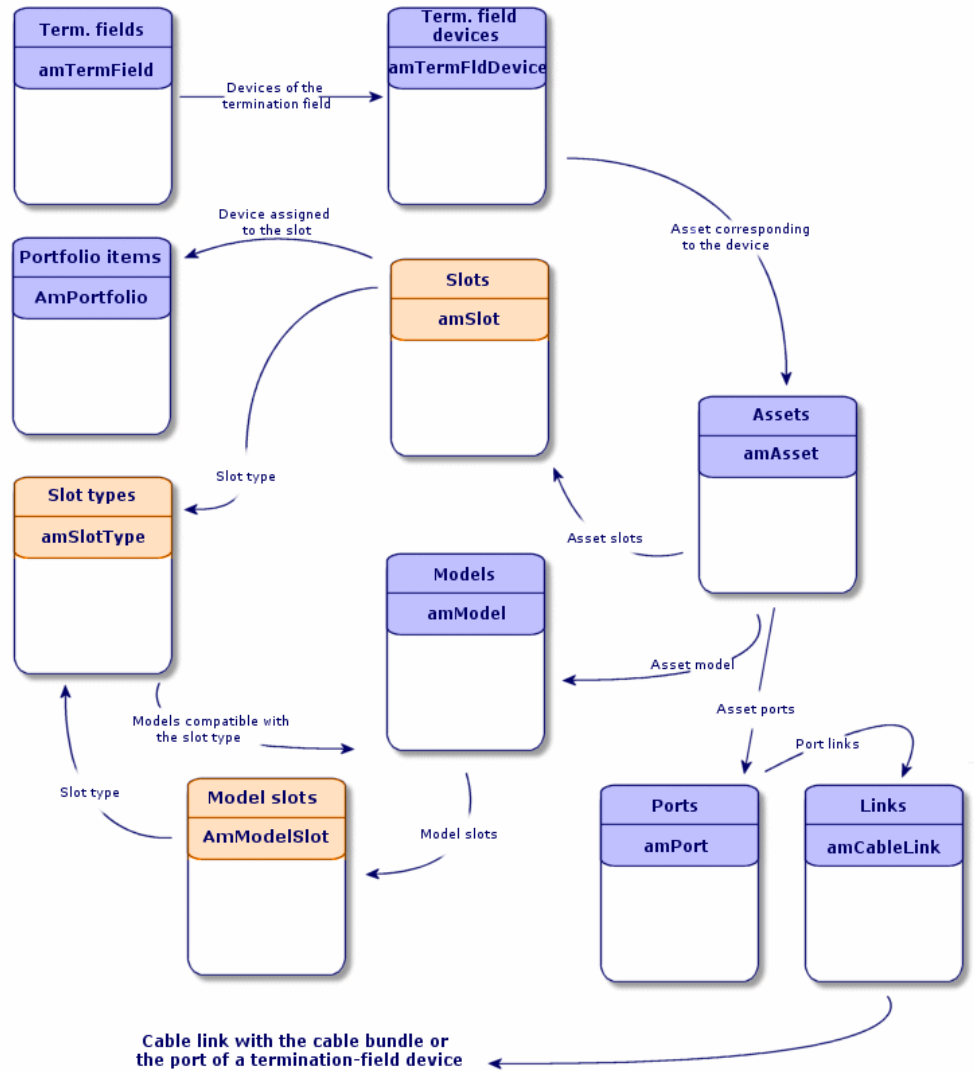 Term. fields
amTermField
Term. field
devices
amTermFldDevice
Devices of the
termination field
Device assigned
to the slot
Asset corresponding
to the device
Portfolio items
AmPortfolio
Slots
amSlot
Assets
amAsset
Slot type
Slot types
amSlotType
Asset slots
Models
amModel
Asset model
Asset ports
Models compatible with
the slot type
Port links
Slot type
Model slots
AmModelSlot
Model slots
Ports
amPort
Links
amCableLink
Cable link with the cable bundle or
the port of a termination-field device